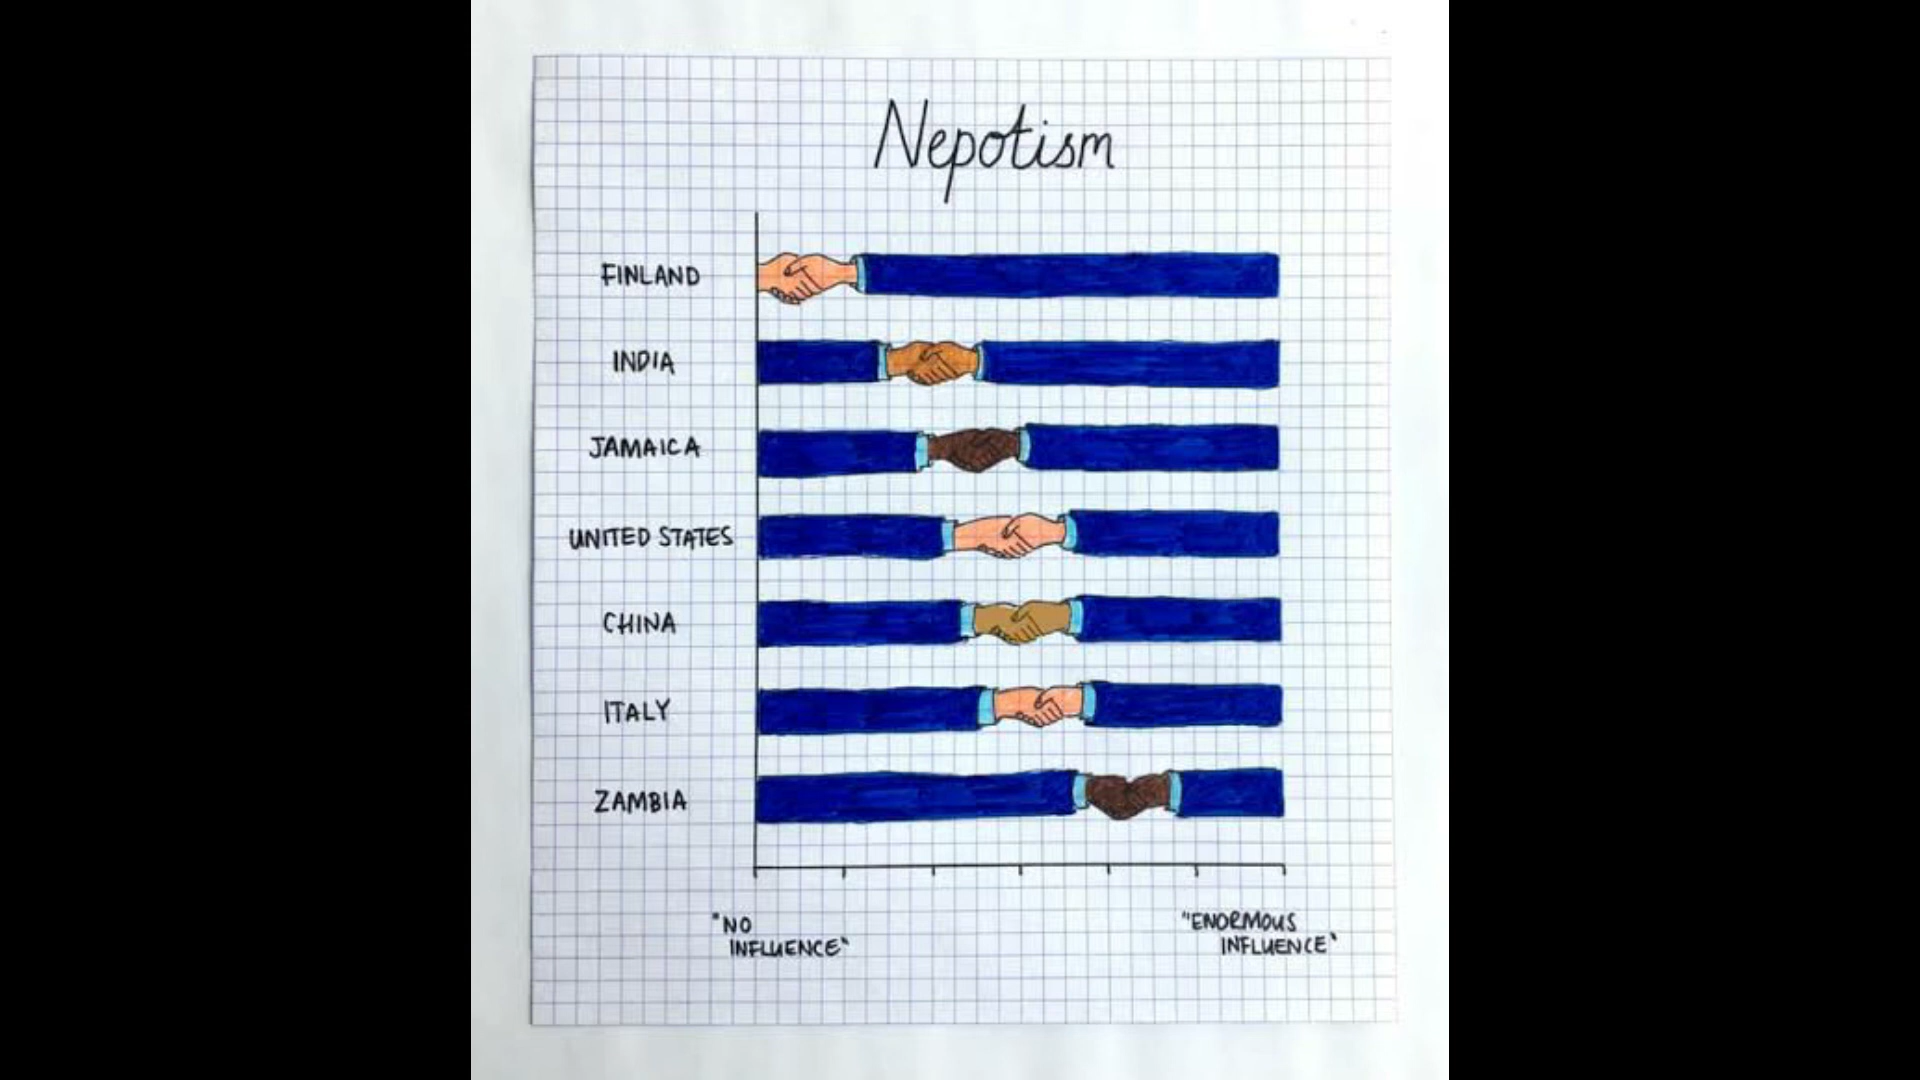 Nepotism
FINLAND
INDIA
JAMAICA
UNITED STATES
CHINA
ITALY
ZAMBIA
"NO
INFLUENCE"
"ENORMOUS
INFLUENCE"